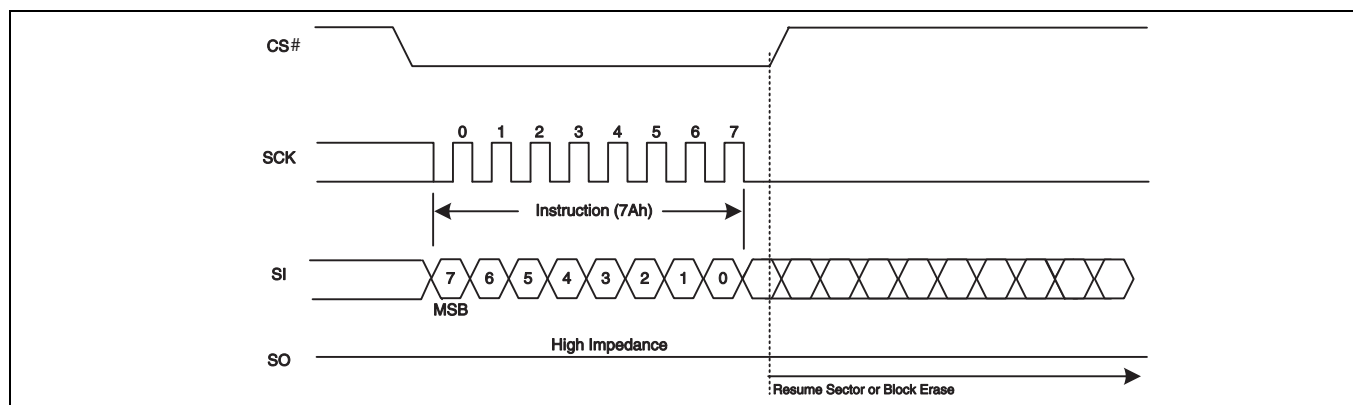 CS#
0 1 2 3 4 5 6 7
SCK
Instruction (7Ah)
SI
7 6 5 4 3 2 1 0
MSB
High Impedance
SO
Resume Sector or Block Erase